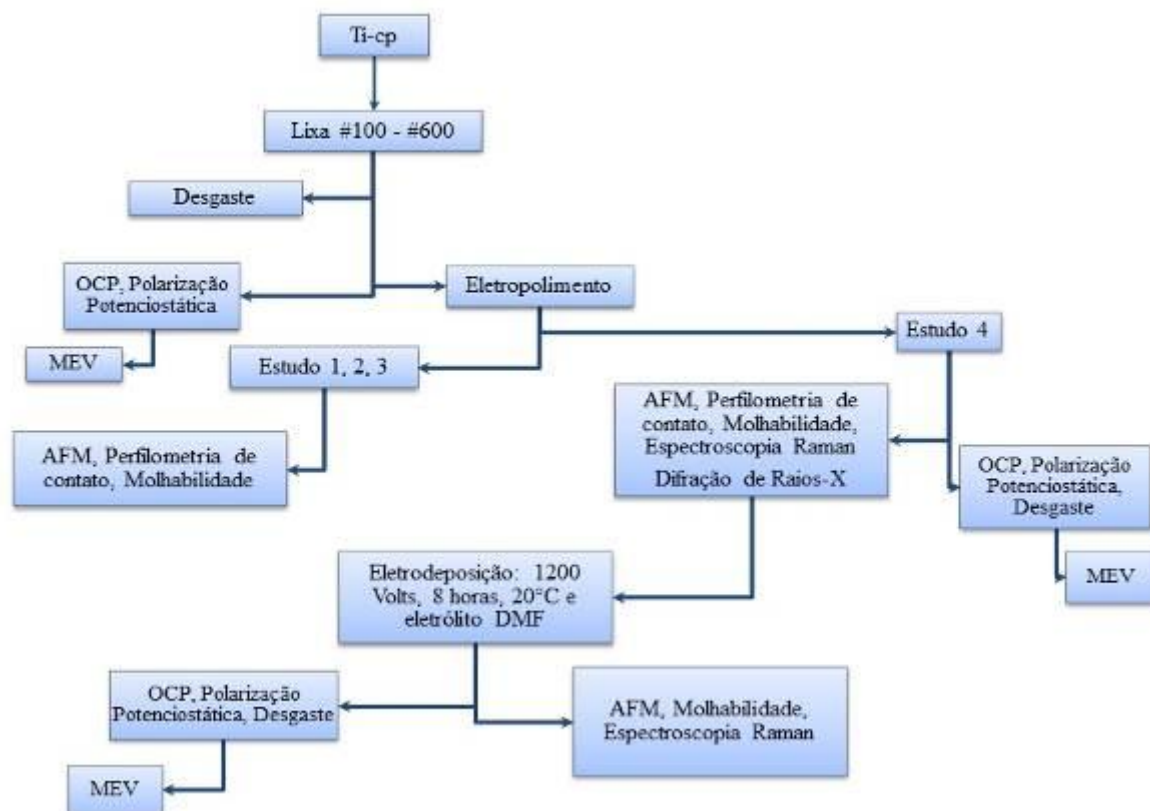 Ti-cp
Lixa #100 - #600
Desgaste
OCP, Polarização
Potenciostática
Eletropolimento
Estudo 4
MEV
Estudo 1, 2, 3
AFM, Perfilometria de
contato, Molhabilidade,
Espectroscopia Raman
Difração de Raios-X
AFM, Perfilometria de
contato, Molhabilidade
OCP, Polarização
Potenciostática,
Desgaste
Eletrodeposição: 1200
Volts, 8 horas, 20°C e
eletrólito DMF
MEV
OCP, Polarização
Potenciostática, Desgaste
AFM, Molhabilidade,
Espectroscopia Raman
MEV